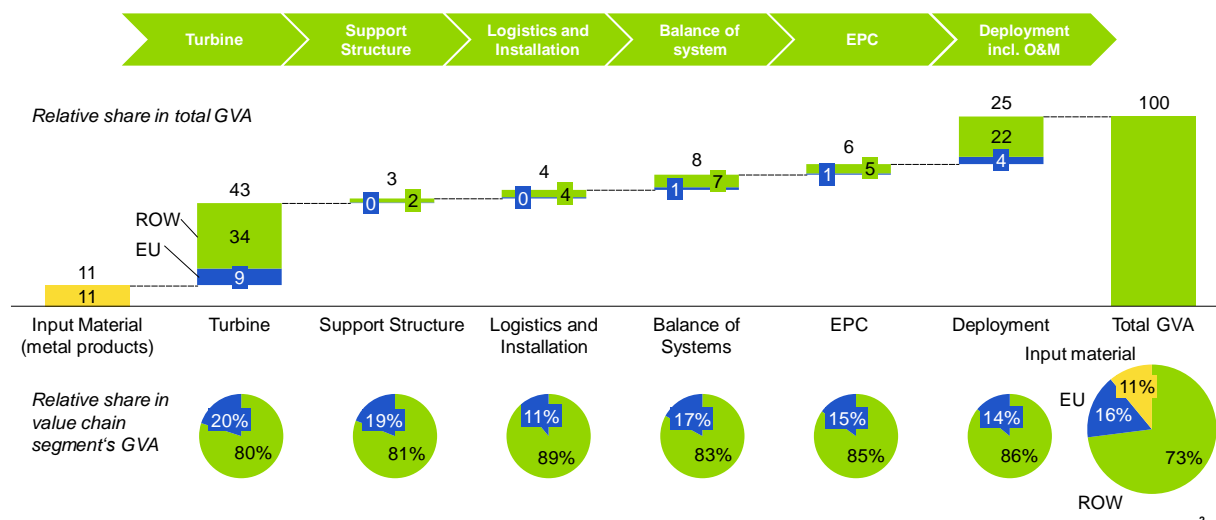 Turbine
Support
Structure
Logistics and
Installation
Balance of
system
EPC
Deployment
incl. O&M
Relative share in total GVA
11
11
43
ROW
34
EU
9
3
0 2
4
0 4
8
1 7
6
1 5
25
22
4
100
Input Material
(metal products)
Turbine
Support Structure
Logistics and
Installation
Balance of
Systems
EPC
Deployment
Total GVA
Relative share in
value chain
segment's GVA
20%
80%
19%
81%
11%
89%
17%
83%
15%
85%
14%
86%
Input material
11%
EU
16%
73%
ROW